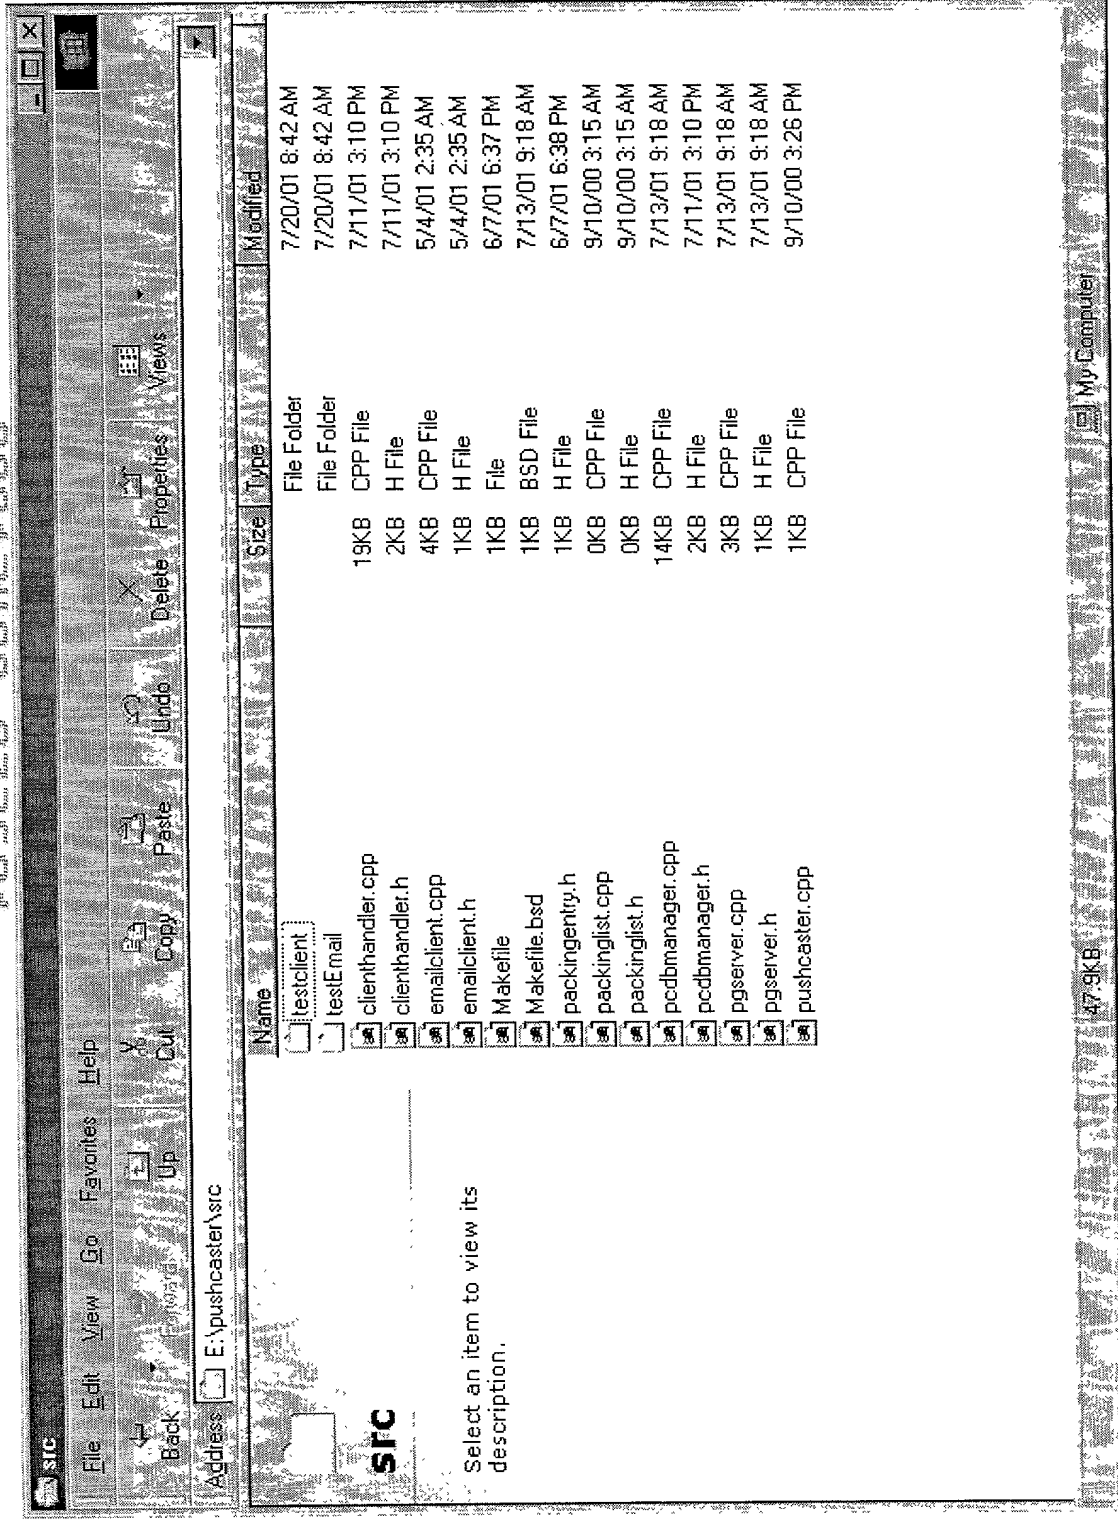 src
File Edit View Go Favorites Help
Back Forward Up Cut Copy Paste Undo Delete Properties Views
Address E:\pushcaster\src
src
Select an item to view its
description.
Name Size Type Modified
testclient File Folder 7/20/01 8:42 AM
testEmail File Folder 7/20/01 8:42 AM
clienthandler.cpp 19KB CPP File 7/11/01 3:10 PM
clienthandler.h 2KB H File 7/11/01 3:10 PM
emailclient.cpp 4KB CPP File 5/4/01 2:35 AM
emailclient.h 1KB H File 5/4/01 2:35 AM
Makefile 1KB File 6/7/01 6:37 PM
Makefile.bsd 1KB BSD File 7/13/01 9:18 AM
packingentry.h 1KB H File 6/7/01 6:38 PM
packinglist.cpp 0KB CPP File 9/10/00 3:15 AM
packinglist.h 0KB H File 9/10/00 3:15 AM
pcdbmanager.cpp 14KB CPP File 7/13/01 9:18 AM
pcdbmanager.h 2KB H File 7/11/01 3:10 PM
pgserver.cpp 3KB CPP File 7/13/01 9:18 AM
pgserver.h 1KB H File 7/13/01 9:18 AM
pushcaster.cpp 1KB CPP File 9/10/00 3:26 PM
47.9KB My Computer